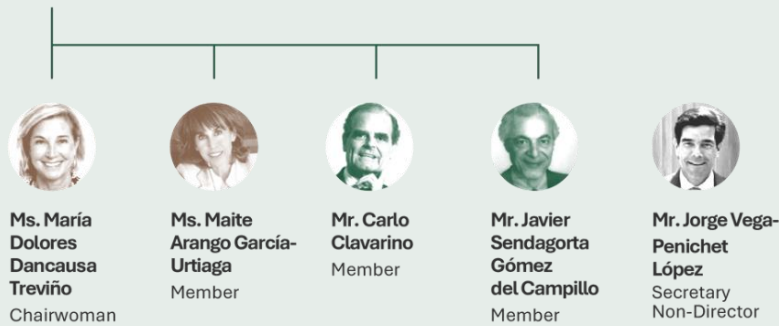 Ms. María
Dolores
Dancausa
Treviño
Chairwoman
Ms. Maite
Arango García-
Urtiaga
Member
Mr. Carlo
Clavarino
Member
Mr. Javier
Sendagorta
Gómez
del Campillo
Member
Mr. Jorge Vega-
Penichet
López
Secretary
Non-Director